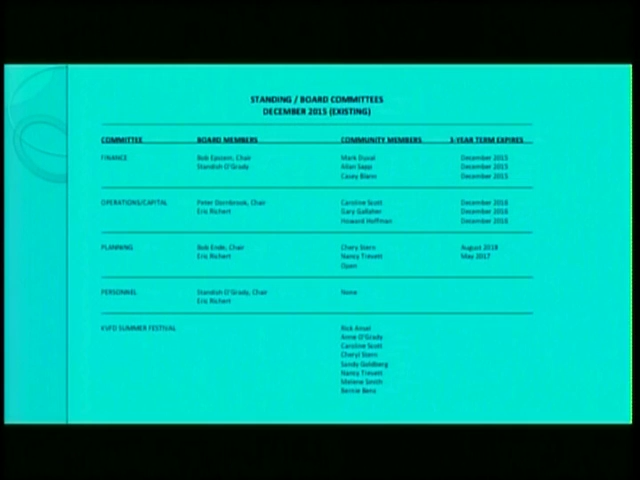 STANDING / BOARD COMMITTEES
DECEMBER 2015 (EXISTING)
COMMITTEE BOARD MEMBERS COMMUNITY MEMBERS 3-YEAR TERM EXPIRES
FINANCE Bob Epstein, Chair Mark Duval December 2015
Standish O'Grady Allan Sapp December 2015
Casey Blann December 2015
OPERATIONS/CAPITAL Peter Dornbrook, Chair Caroline Scott December 2016
Eric Richert Gary Gallaher December 2016
Howard Hoffman December 2016
PLANNING Bob Ende, Chair Chery Stern August 2018
Eric Richert Nancy Trevett May 2017
Open
PERSONNEL Standish O'Grady, Chair None
Eric Richert
KVFD SUMMER FESTIVAL Rick Ansel
Anne O'Grady
Caroline Scott
Cheryl Stern
Sandy Goldberg
Nancy Trevett
Melene Smith
Bernie Benz